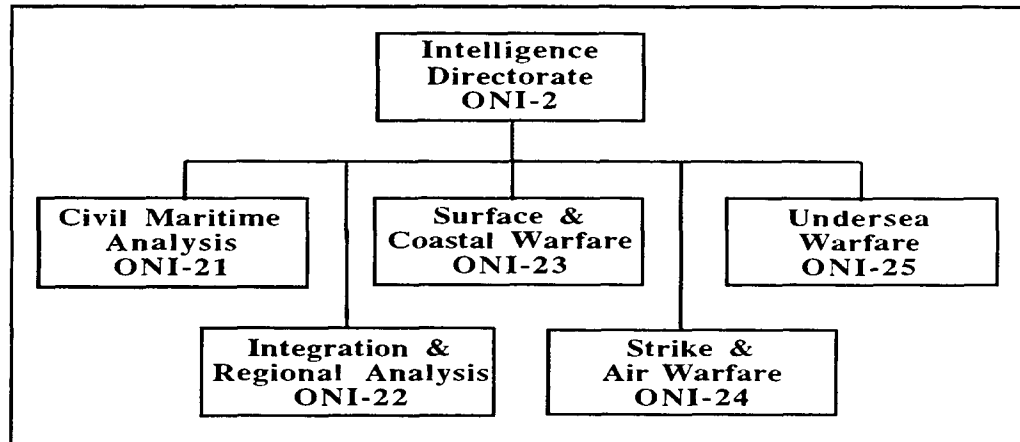 Intelligence
Directorate
ONI-2
Civil Maritime
Analysis
ONI-21
Surface &
Coastal Warfare
ONI-23
Undersea
Warfare
ONI-25
Integration &
Regional Analysis
ONI-22
Strike &
Air Warfare
ONI-24